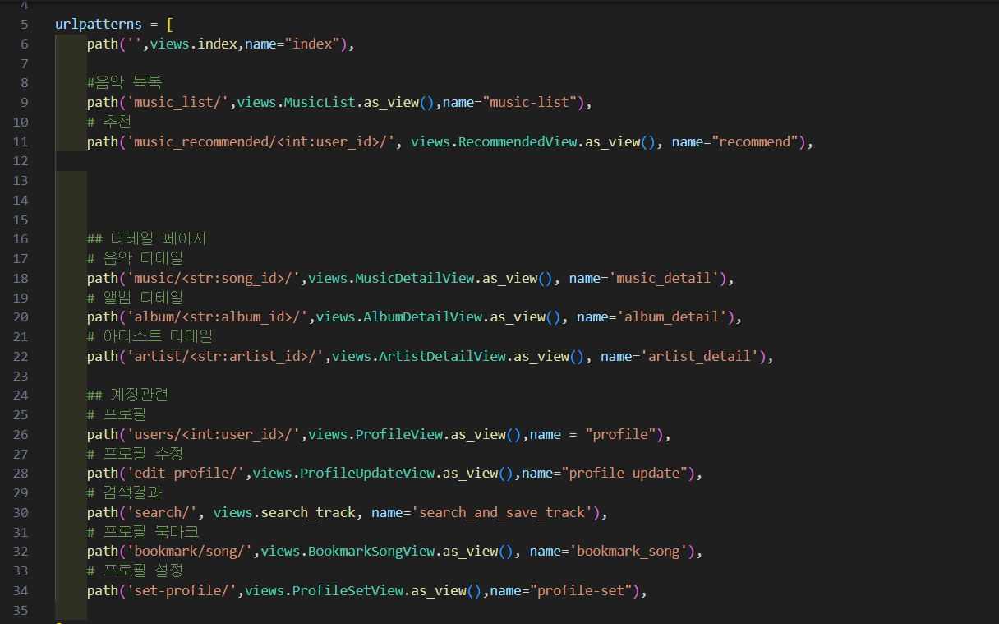 4
5 urlpatterns = [
6     path('',views.index,name="index"),
7
8     #음악 목록
9     path('music_list/',views.MusicList.as_view(),name="music-list"),
10     # 추천
11     path('music_recommended/<int:user_id>/', views.RecommendedView.as_view(), name="recommend"),
12
13
14
15
16     ## 디테일 페이지
17     # 음악 디테일
18     path('music/<str:song_id>/',views.MusicDetailView.as_view(), name='music_detail'),
19     # 앨범 디테일
20     path('album/<str:album_id>/',views.AlbumDetailView.as_view(), name='album_detail'),
21     # 아티스트 디테일
22     path('artist/<str:artist_id>/',views.ArtistDetailView.as_view(), name='artist_detail'),
23
24     ## 계정관련
25     # 프로필
26     path('users/<int:user_id>/',views.ProfileView.as_view(),name = "profile"),
27     # 프로필 수정
28     path('edit-profile/',views.ProfileUpdateView.as_view(),name="profile-update"),
29     # 검색결과
30     path('search/', views.search_track, name='search_and_save_track'),
31     # 프로필 북마크
32     path('bookmark/song/',views.BookmarkSongView.as_view(), name='bookmark_song'),
33     # 프로필 설정
34     path('set-profile/',views.ProfileSetView.as_view(),name="profile-set"),
35